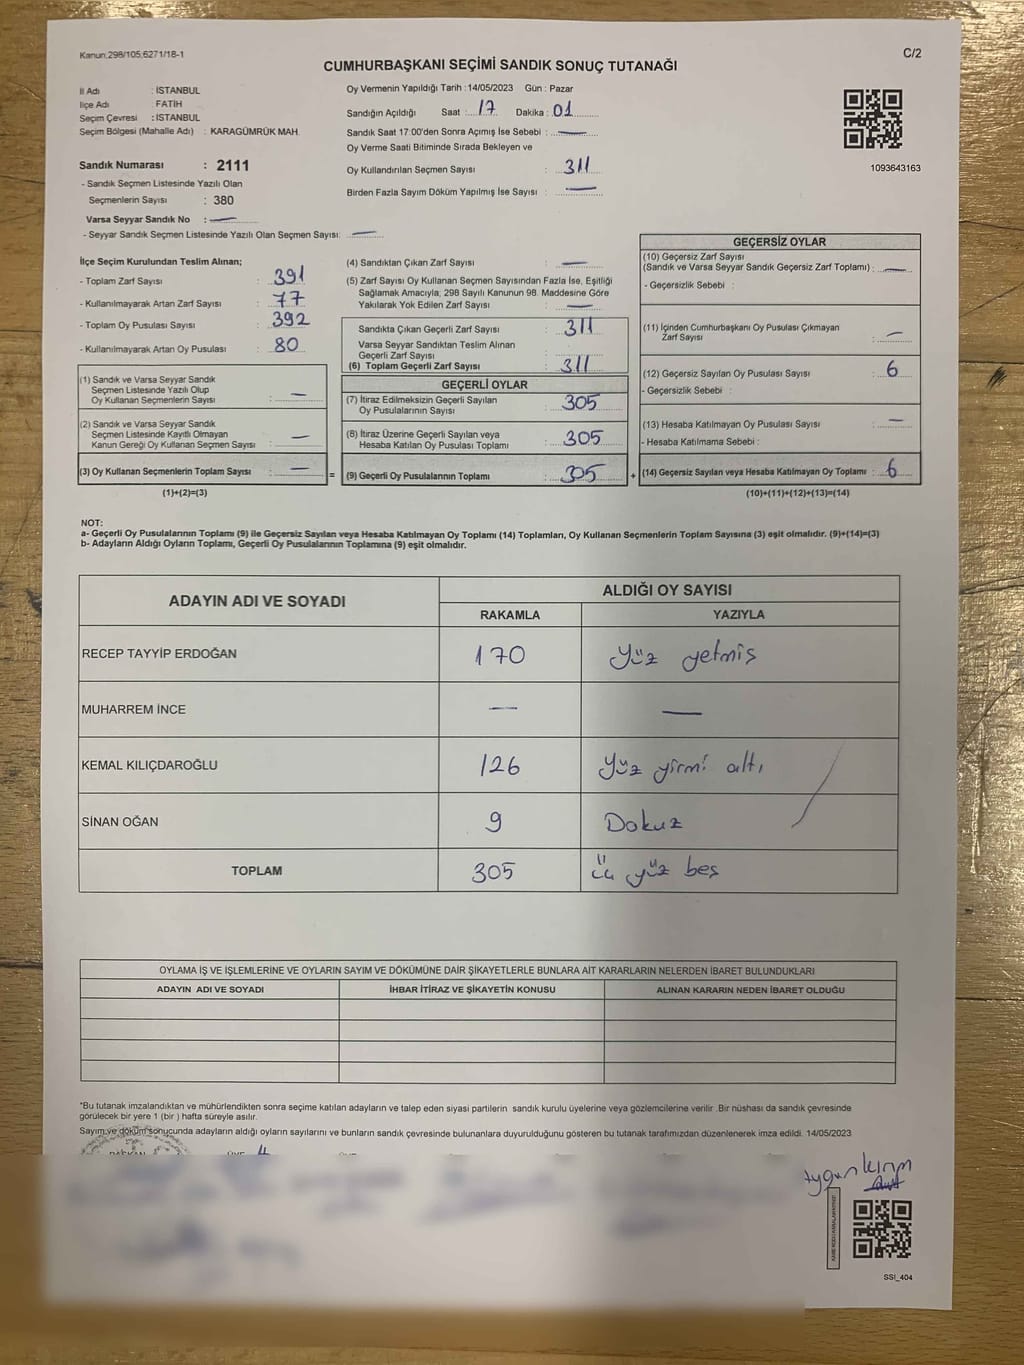 Kanun:298/105;6271/18-1
C/2
CUMHURBAŞKANI SEÇİMİ SANDIK SONUÇ TUTANAĞI
İl Adı : İSTANBUL
İlçe Adı : FATİH
Seçim Çevresi : İSTANBUL
Seçim Bölgesi (Mahalle Adı) : KARAGÜMRÜK MAH.
Sandık Numarası : 2111
- Sandık Seçmen Listesinde Yazılı Olan
Seçmenlerin Sayısı : 380
Varsa Seyyar Sandık No : —
- Seyyar Sandık Seçmen Listesinde Yazılı Olan Seçmen Sayısı: —
Oy Vermenin Yapıldığı Tarih : 14/05/2023 Gün : Pazar
Sandığın Açıldığı Saat : 17 Dakika : 01
Sandık Saat 17:00'den Sonra Açımış İse Sebebi : —
Oy Verme Saati Bitiminde Sırada Bekleyen ve
Oy Kullandırılan Seçmen Sayısı : 311
Birden Fazla Sayım Döküm Yapılmış İse Sayısı : —
1093643163
İlçe Seçim Kurulundan Teslim Alınan;
- Toplam Zarf Sayısı : 391
- Kullanılmayarak Artan Zarf Sayısı : 77
- Toplam Oy Pusulası Sayısı : 392
- Kullanılmayarak Artan Oy Pusulası : 80
(1) Sandık ve Varsa Seyyar Sandık
Seçmen Listesinde Yazılı Olup
Oy Kullanan Seçmenlerin Sayısı : —
(2) Sandık ve Varsa Seyyar Sandık
Seçmen Listesinde Kayıtlı Olmayan
Kanun Gereği Oy Kullanan Seçmen Sayısı : —
(3) Oy Kullanan Seçmenlerin Toplam Sayısı : —
(1)+(2)=(3)
(4) Sandıktan Çıkan Zarf Sayısı : —
(5) Zarf Sayısı Oy Kullanan Seçmen Sayısından Fazla İse, Eşitliği
Sağlamak Amacıyla, 298 Sayılı Kanunun 98. Maddesine Göre
Yakılarak Yok Edilen Zarf Sayısı : —
Sandıkta Çıkan Geçerli Zarf Sayısı : 311
Varsa Seyyar Sandıktan Teslim Alınan
Geçerli Zarf Sayısı :
(6) Toplam Geçerli Zarf Sayısı : 311
GEÇERLİ OYLAR
(7) İtiraz Edilmeksizin Geçerli Sayılan
Oy Pusulalarının Sayısı : 305
(8) İtiraz Üzerine Geçerli Sayılan veya
Hesaba Katılan Oy Pusulası Toplamı : 305
= (9) Geçerli Oy Pusulalarının Toplamı : 305
GEÇERSİZ OYLAR
(10) Geçersiz Zarf Sayısı
(Sandık ve Varsa Seyyar Sandık Geçersiz Zarf Toplamı) : —
- Geçersizlik Sebebi :
(11) İçinden Cumhurbaşkanı Oy Pusulası Çıkmayan
Zarf Sayısı : —
(12) Geçersiz Sayılan Oy Pusulası Sayısı : 6
- Geçersizlik Sebebi :
(13) Hesaba Katılmayan Oy Pusulası Sayısı : —
- Hesaba Katılmama Sebebi :
+ (14) Geçersiz Sayılan veya Hesaba Katılmayan Oy Toplamı : 6
(10)+(11)+(12)+(13)=(14)
NOT:
a- Geçerli Oy Pusulalarının Toplamı (9) ile Geçersiz Sayılan veya Hesaba Katılmayan Oy Toplamı (14) Toplamları, Oy Kullanan Seçmenlerin Toplam Sayısına (3) eşit olmalıdır. (9)+(14)=(3)
b- Adayların Aldığı Oyların Toplamı, Geçerli Oy Pusulalarının Toplamına (9) eşit olmalıdır.
ADAYIN ADI VE SOYADI ALDIĞI OY SAYISI
RAKAMLA YAZIYLA
RECEP TAYYİP ERDOĞAN 170 Yüz yetmiş
MUHARREM İNCE — —
KEMAL KILIÇDAROĞLU 126 Yüz yirmi altı
SİNAN OĞAN 9 Dokuz
TOPLAM 305 üç yüz beş
OYLAMA İŞ VE İŞLEMLERİNE VE OYLARIN SAYIM VE DÖKÜMÜNE DAİR ŞİKAYETLERLE BUNLARA AİT KARARLARIN NELERDEN İBARET BULUNDUKLARI
ADAYIN ADI VE SOYADI İHBAR İTİRAZ VE ŞİKAYETİN KONUSU ALINAN KARARIN NEDEN İBARET OLDUĞU
*Bu tutanak imzalandıktan ve mühürlendikten sonra seçime katılan adayların ve talep eden siyasi partilerin sandık kurulu üyelerine veya gözlemcilerine verilir .Bir nüshası da sandık çevresinde
görülecek bir yere 1 (bir ) hafta süreyle asılır.
Sayım ve döküm sonucunda adayların aldığı oyların sayılarını ve bunların sandık çevresinde bulunanlara duyurulduğunu gösteren bu tutanak tarafımızdan düzenlenerek imza edildi. 14/05/2023
BAŞKAN
SSI_404